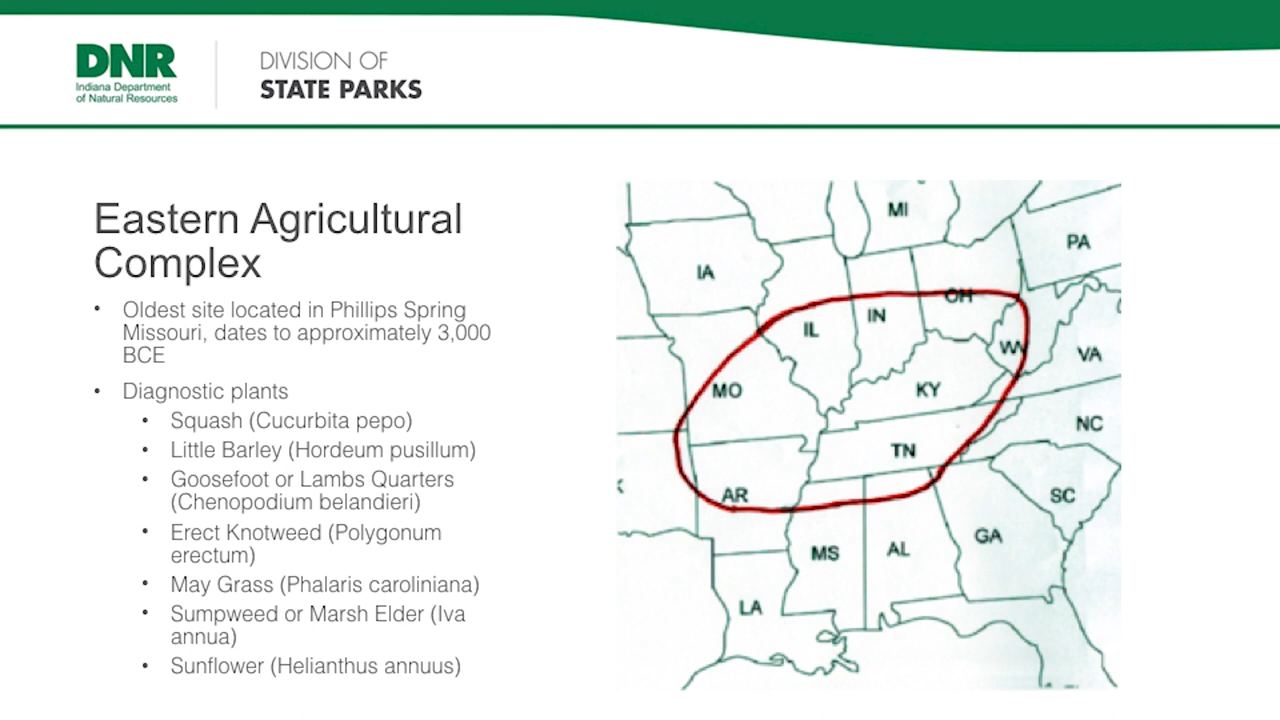 DNR
Indiana Department
of Natural Resources
DIVISION OF
STATE PARKS
Eastern Agricultural
Complex
• Oldest site located in Phillips Spring
Missouri, dates to approximately 3,000
BCE
• Diagnostic plants
• Squash (Cucurbita pepo)
• Little Barley (Hordeum pusillum)
• Goosefoot or Lambs Quarters
(Chenopodium belandieri)
• Erect Knotweed (Polygonum
erectum)
• May Grass (Phalaris caroliniana)
• Sumpweed or Marsh Elder (Iva
annua)
• Sunflower (Helianthus annuus)
MI
PA
IA
OH
IL
IN
WV
VA
MO
KY
NC
TN
K
AR
SC
MS
AL
GA
LA